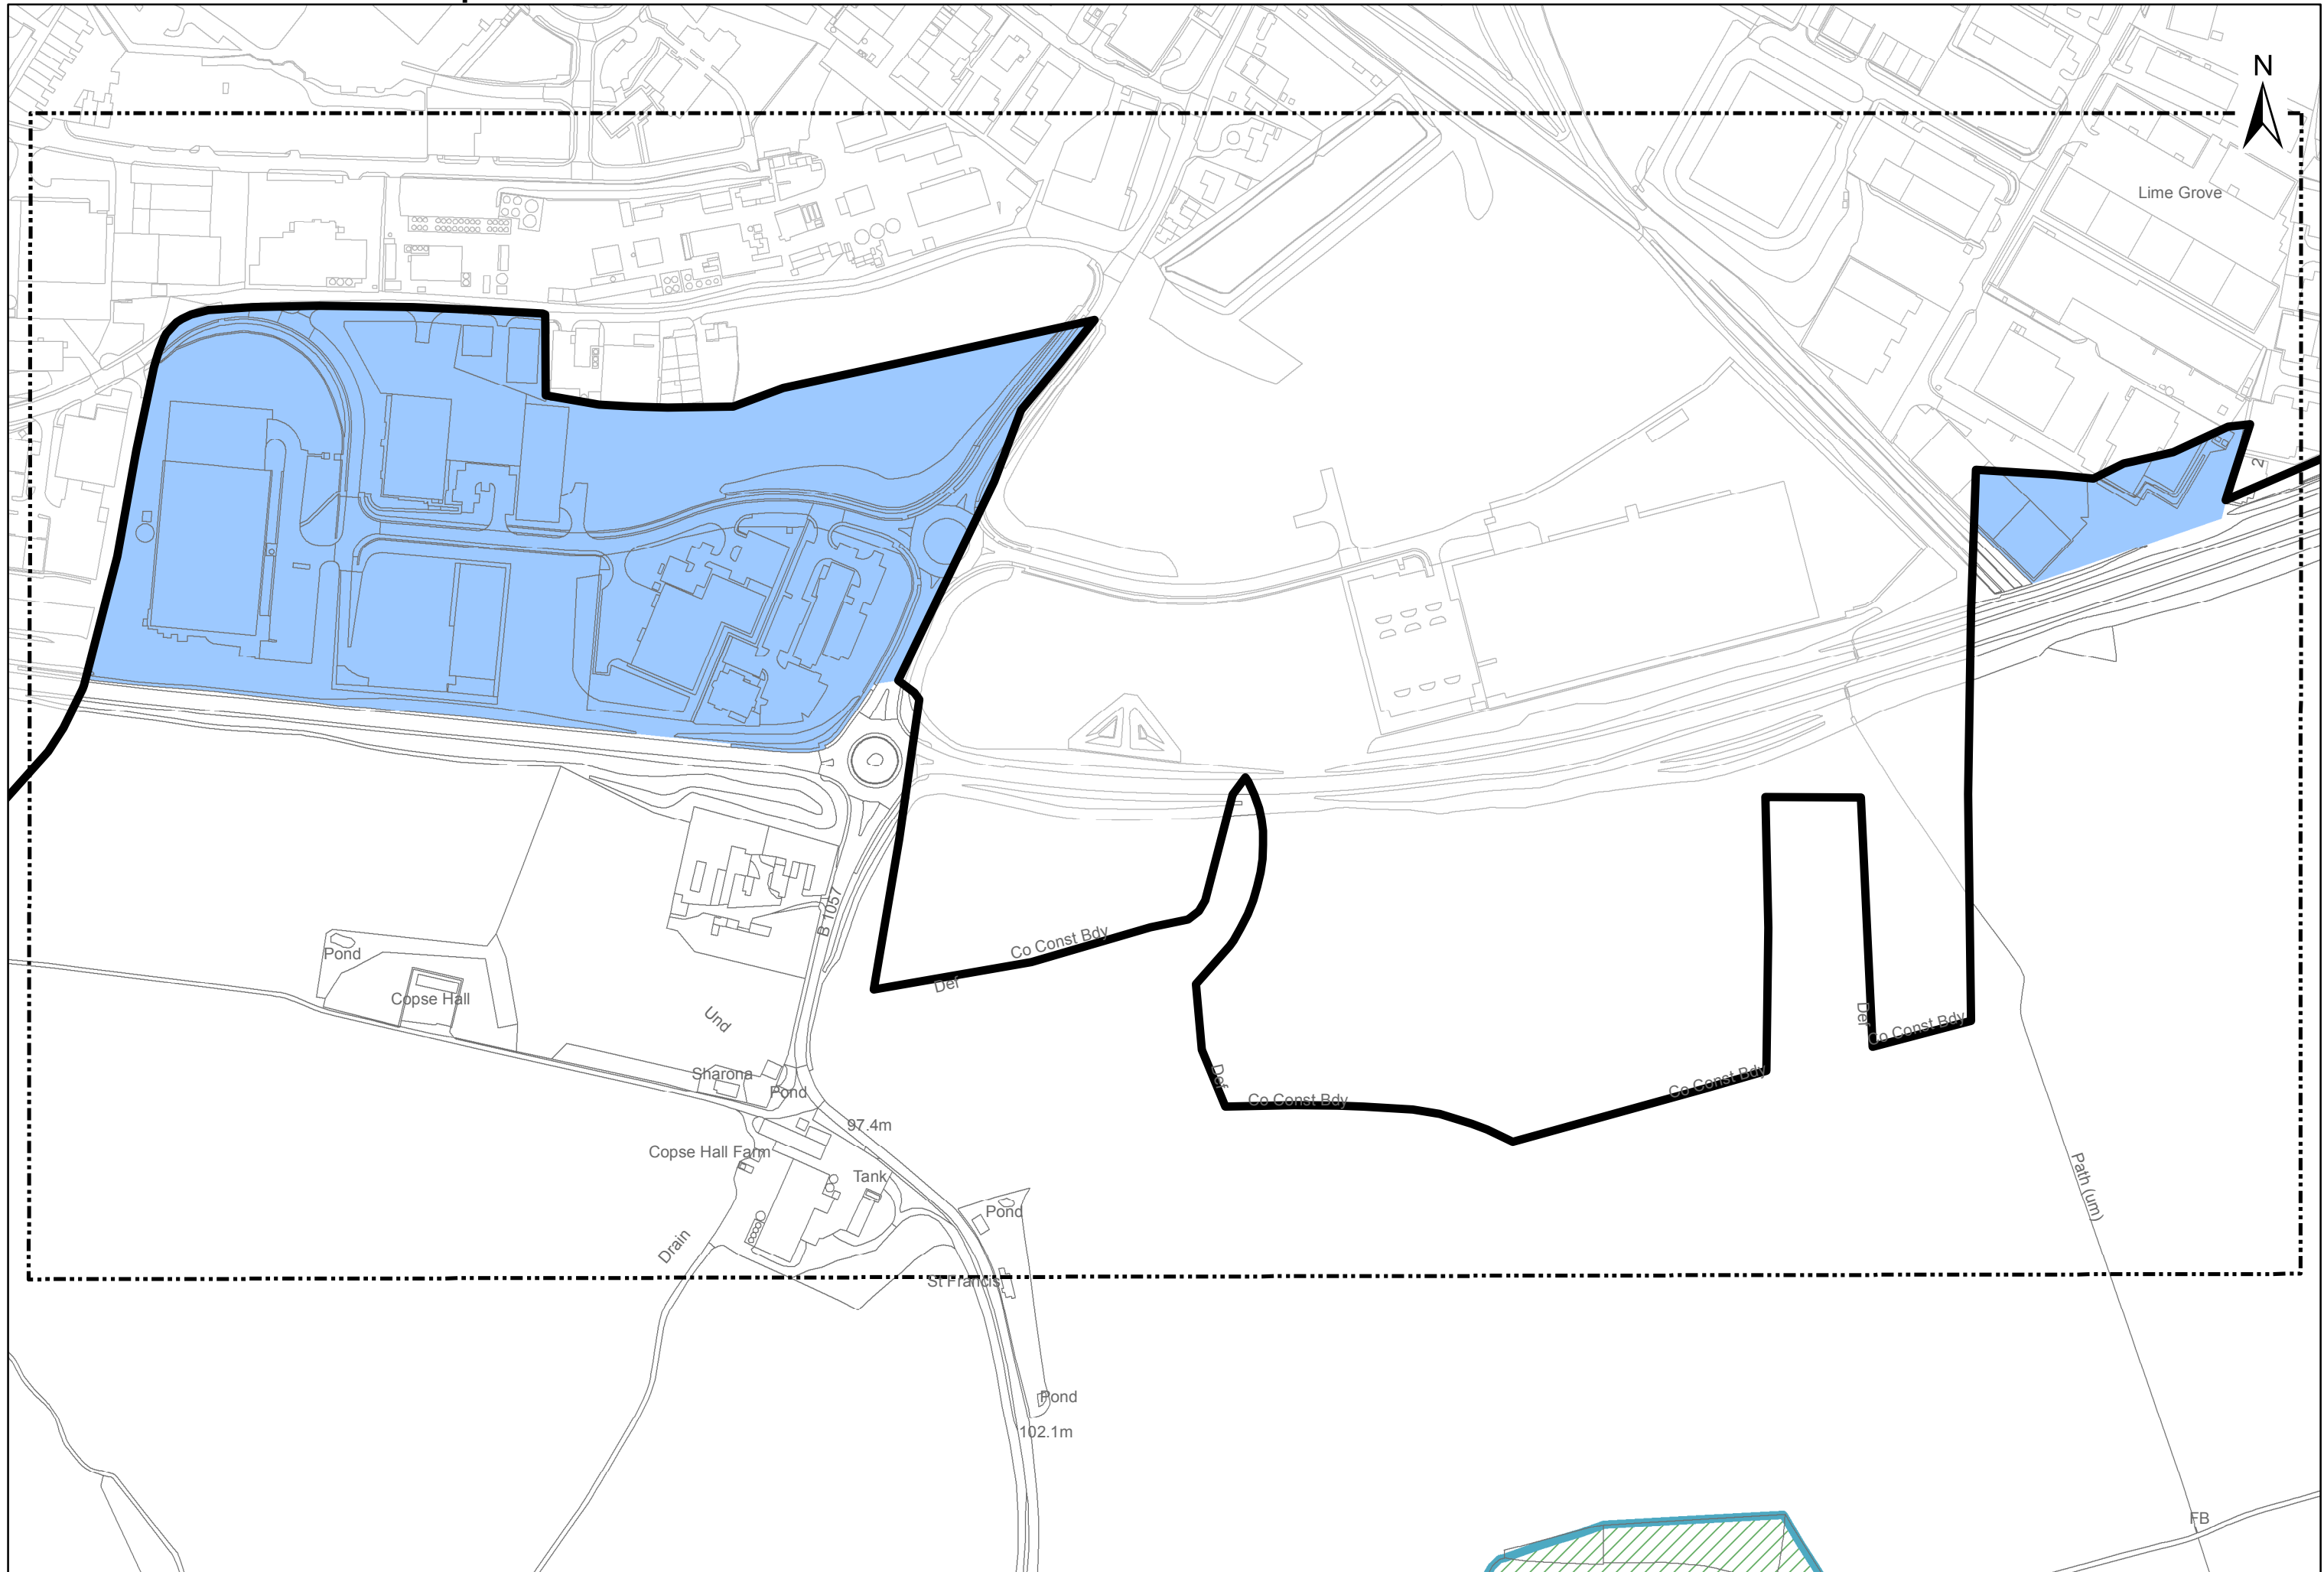 N
Lime Grove
2
B 1057
Co Const Bdy
Def
Pond
Copse Hall
Und
Def
Co Const Bdy
Sharona
Def
Pond
Co Const Bdy
Co Const Bdy
97.4m
Copse Hall Farm
Tank
Path (um)
Pond
Drain
St Francis
Pond
102.1m
FB